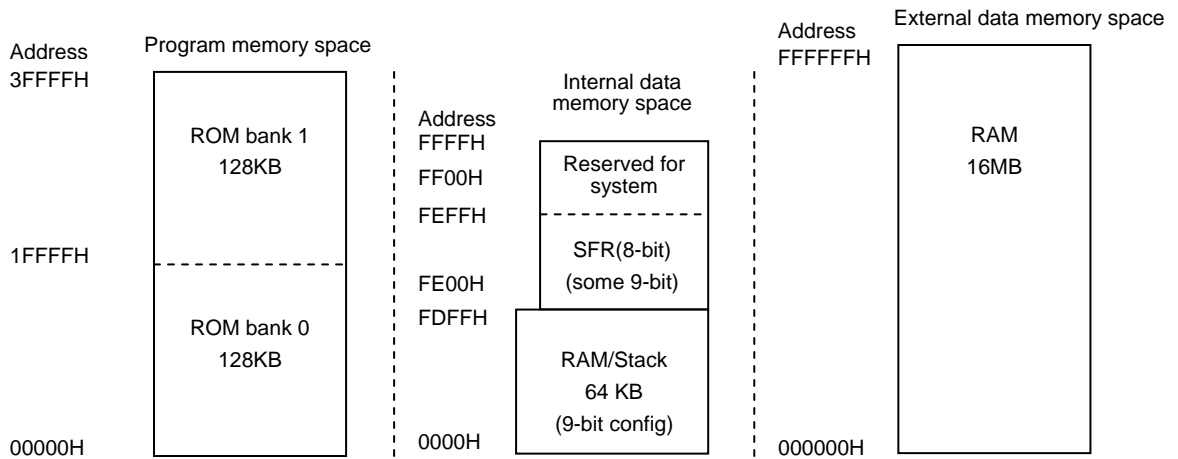 Program memory space
Address
3FFFFH
ROM bank 1
128KB
1FFFFH
ROM bank 0
128KB
00000H
Internal data
memory space
Address
FFFFH
Reserved for
system
FF00H
FEFFH
SFR(8-bit)
(some 9-bit)
FE00H
FDFFH
RAM/Stack
64 KB
(9-bit config)
0000H
External data memory space
Address
FFFFFFH
RAM
16MB
000000H